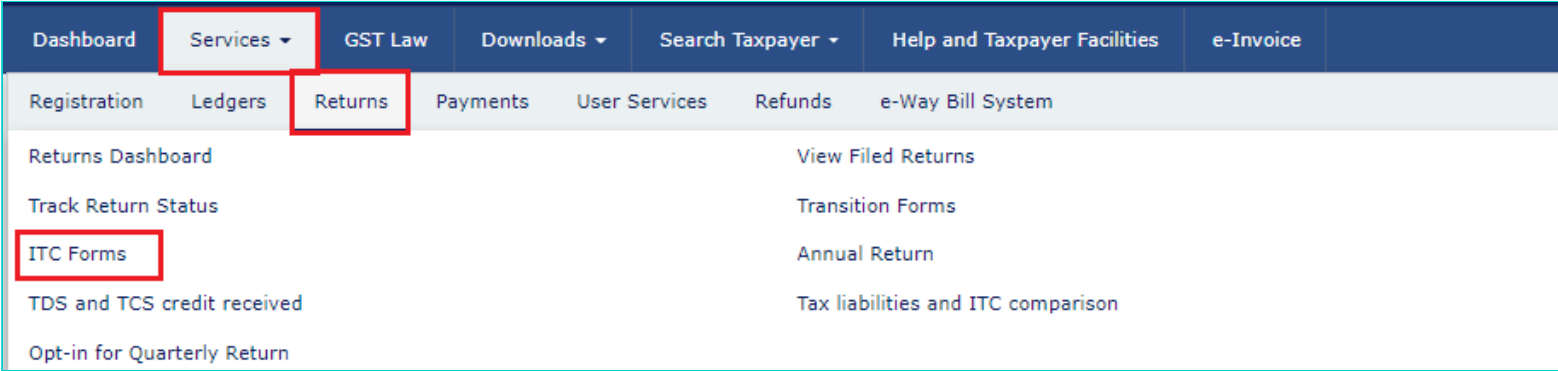 Dashboard Services GST Law Downloads Search Taxpayer Help and Taxpayer Facilities e-Invoice
Registration Ledgers Returns Payments User Services Refunds e-Way Bill System
Returns Dashboard View Filed Returns
Track Return Status Transition Forms
ITC Forms Annual Return
TDS and TCS credit received Tax liabilities and ITC comparison
Opt-in for Quarterly Return